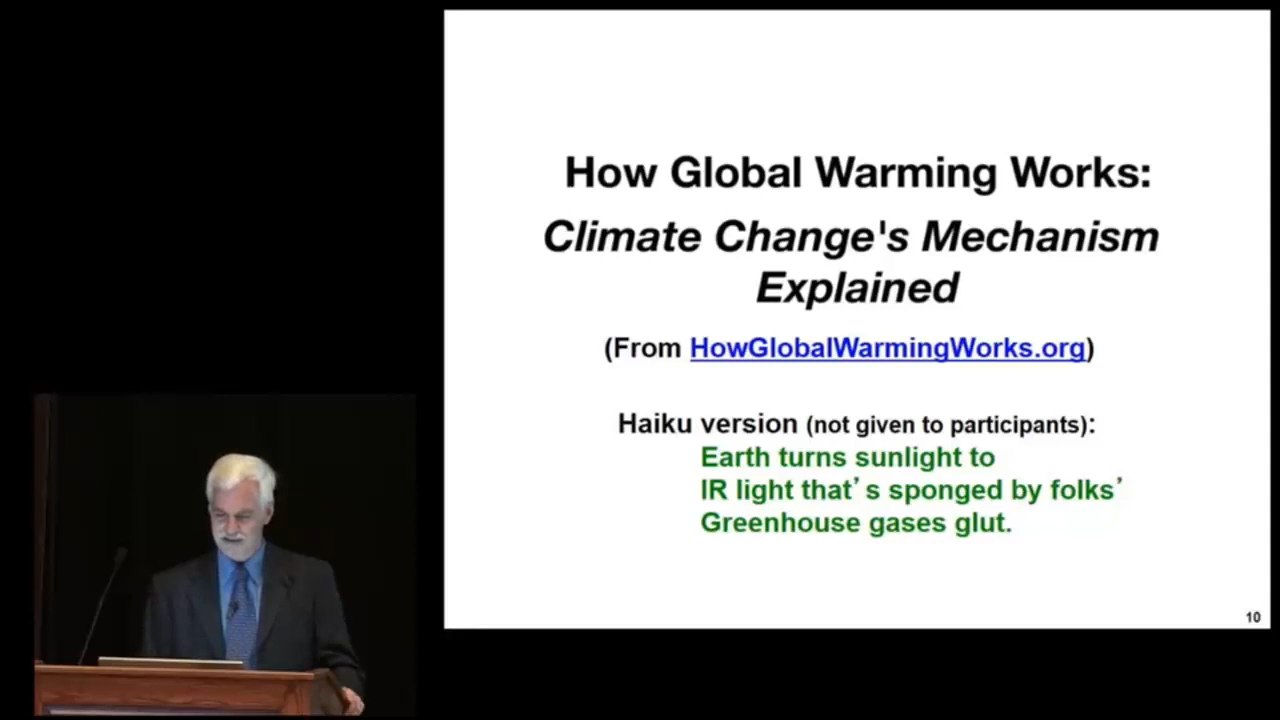 How Global Warming Works:
Climate Change's Mechanism
Explained
(From HowGlobalWarmingWorks.org)
Haiku version (not given to participants):
Earth turns sunlight to
IR light that’s sponged by folks’
Greenhouse gases glut.
10